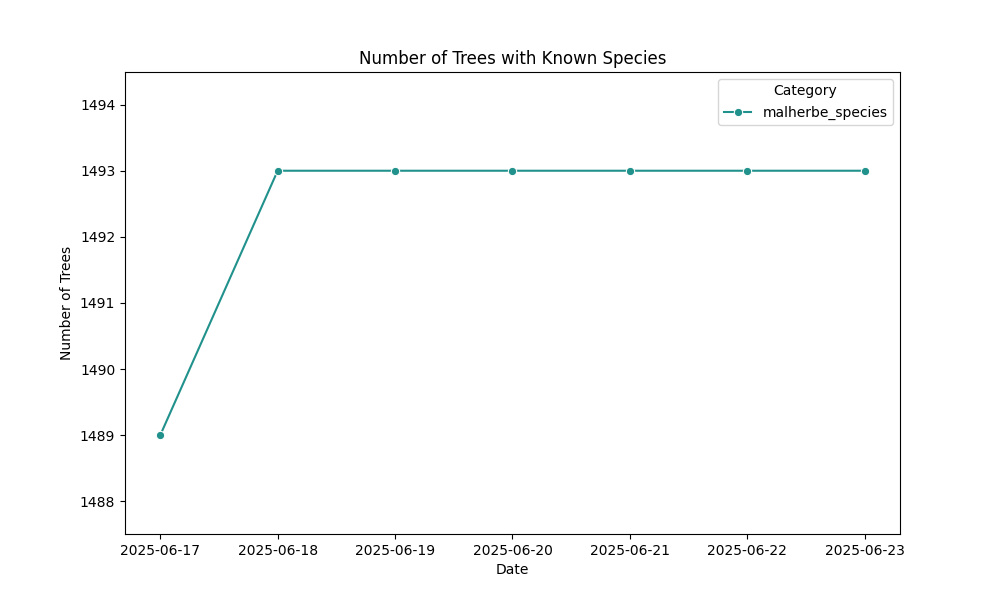 Number of Trees with Known Species
Category
malherbe_species
Number of Trees
1494
1493
1492
1491
1490
1489
1488
2025-06-17 2025-06-18 2025-06-19 2025-06-20 2025-06-21 2025-06-22 2025-06-23
Date